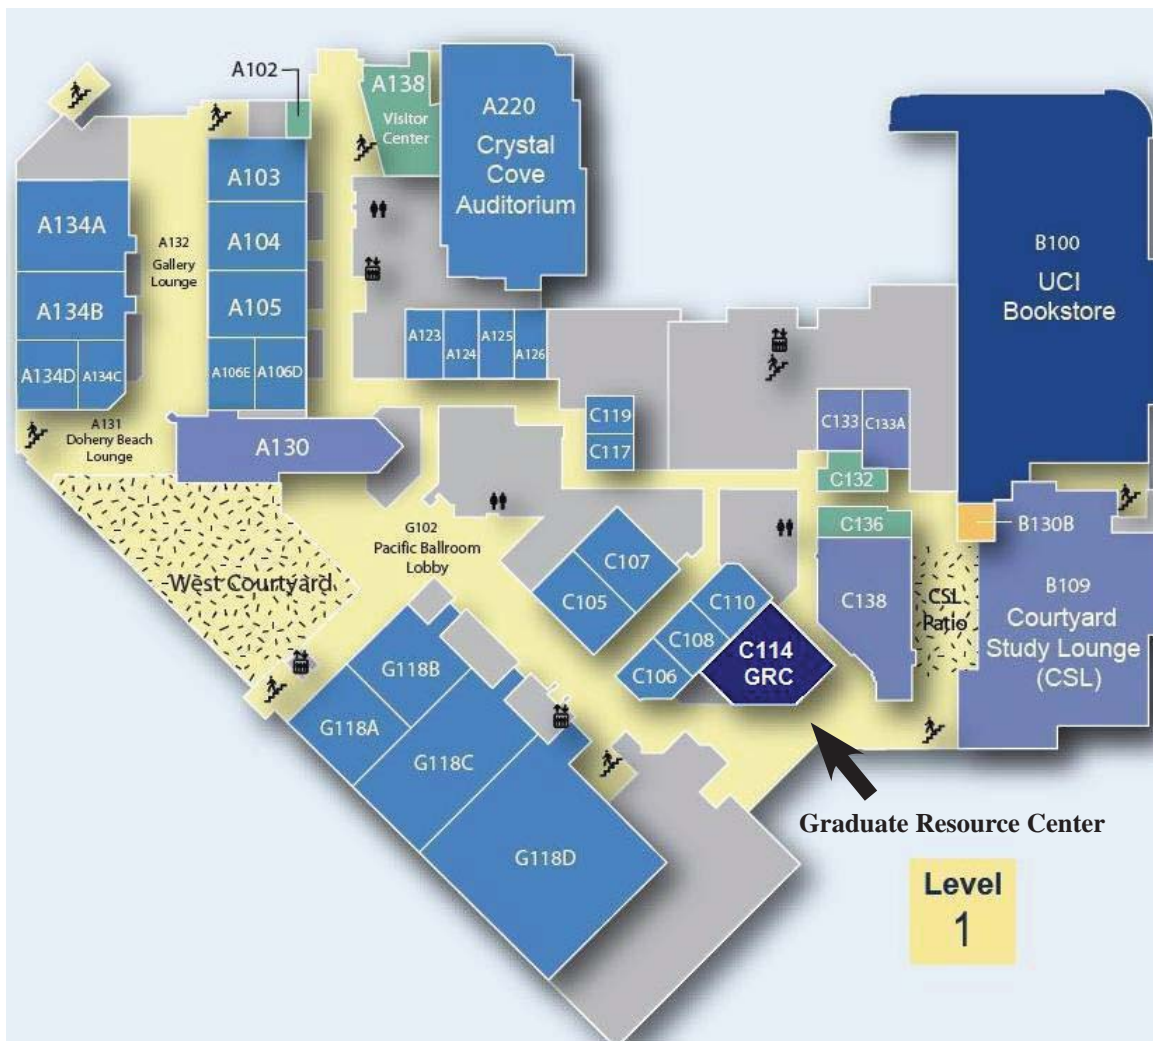 A102
A138
Visitor
Center
A220
Crystal
Cove
Auditorium
A103
A134A
A104
A132
Gallery
Lounge
B100
UCI
Bookstore
A134B
A105
A123
A124
A125
A126
A134D
A134C
A106E
A106D
A131
Doheny Beach
Lounge
A130
C119
C117
C133
C133A
C132
C136
B130B
G102
Pacific Ballroom
Lobby
West Courtyard
C107
C105
C110
C108
C106
C114
GRC
C138
CSL
Patio
B109
Courtyard
Study Lounge
(CSL)
G118B
G118A
G118C
G118D
Graduate Resource Center
Level
1